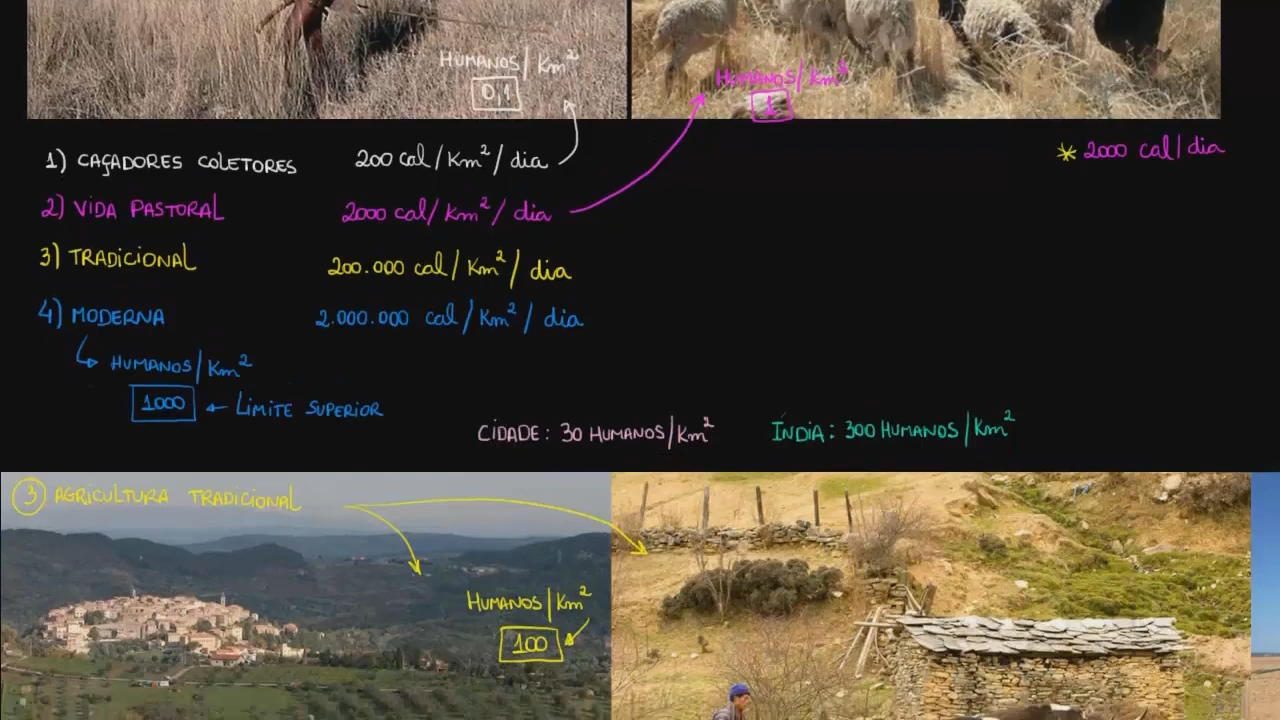 HUMANOS/Km²
0,1
HUMANOS/Km²
1
1) CAÇADORES COLETORES 200 cal/Km²/dia
* 2000 cal/dia
2) VIDA PASTORAL 2000 cal/Km²/dia
3) TRADICIONAL 200.000 cal/Km²/dia
4) MODERNA 2.000.000 cal/Km²/dia
HUMANOS/Km²
1000 ← LIMITE SUPERIOR
CIDADE: 30 HUMANOS/Km² ÍNDIA: 300 HUMANOS/Km²
3 AGRICULTURA TRADICIONAL
HUMANOS/Km²
100